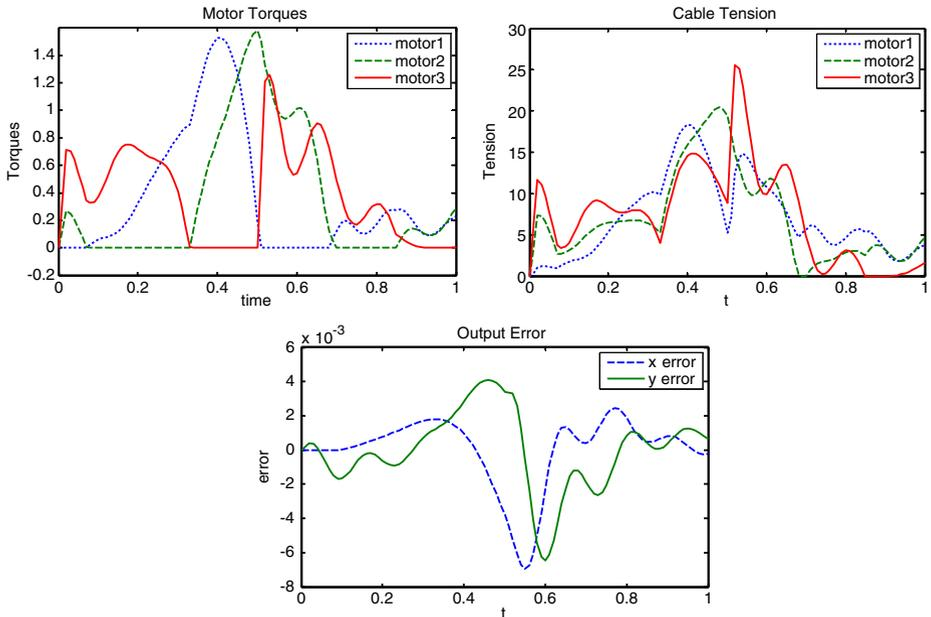 Motor Torques
Torques
1.4
1.2
1
0.8
0.6
0.4
0.2
0
-0.2
0 0.2 0.4 0.6 0.8 1
time
motor1
motor2
motor3
Cable Tension
Tension
30
25
20
15
10
5
0
0 0.2 0.4 0.6 0.8 1
t
motor1
motor2
motor3
Output Error
x 10-3
error
6
4
2
0
-2
-4
-6
-8
0 0.2 0.4 0.6 0.8 1
t
x error
y error